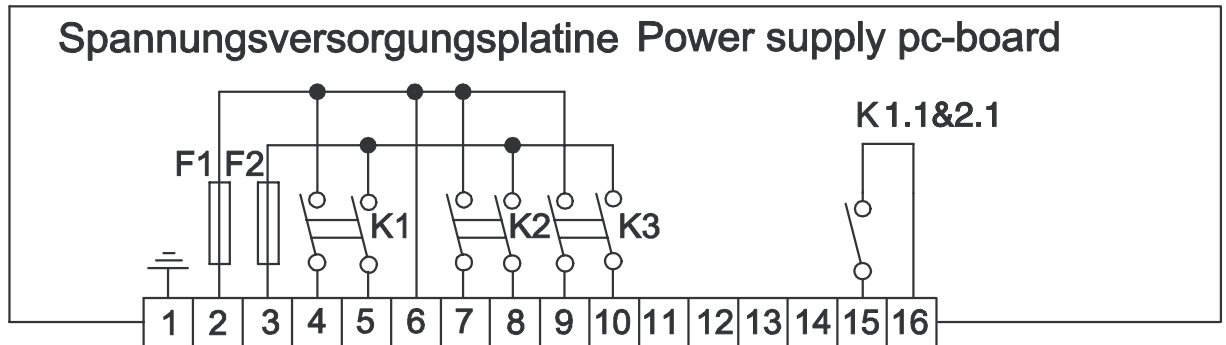 Spannungsversorgungsplatine Power supply pc-board
K 1.1&2.1
F1 F2
K1 K2 K3
1 2 3 4 5 6 7 8 9 10 11 12 13 14 15 16